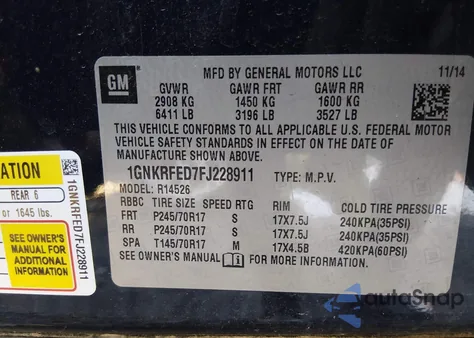 GM
MFD BY GENERAL MOTORS LLC 11/14
GVWR GAWR FRT GAWR RR
2908 KG 1450 KG 1600 KG
6411 LB 3196 LB 3527 LB
THIS VEHICLE CONFORMS TO ALL APPLICABLE U.S. FEDERAL MOTOR
VEHICLE SAFETY STANDARDS IN EFFECT ON THE DATE OF
MANUFACTURE SHOWN ABOVE.
1GNKRFED7FJ228911 TYPE: M.P.V.
MODEL: R14526
RBBC TIRE SIZE SPEED RTG RIM COLD TIRE PRESSURE
FRT P245/70R17 S 17X7.5J 240KPA(35PSI)
RR P245/70R17 S 17X7.5J 240KPA(35PSI)
SPA T145/70R17 M 17X4.5B 420KPA(60PSI)
SEE OWNER'S MANUAL FOR MORE INFORMATION.
ATION
REAR 6
or 1645 lbs.
SEE OWNER'S
MANUAL FOR
ADDITIONAL
INFORMATION
1GNKRFED7FJ228911
autoSnap